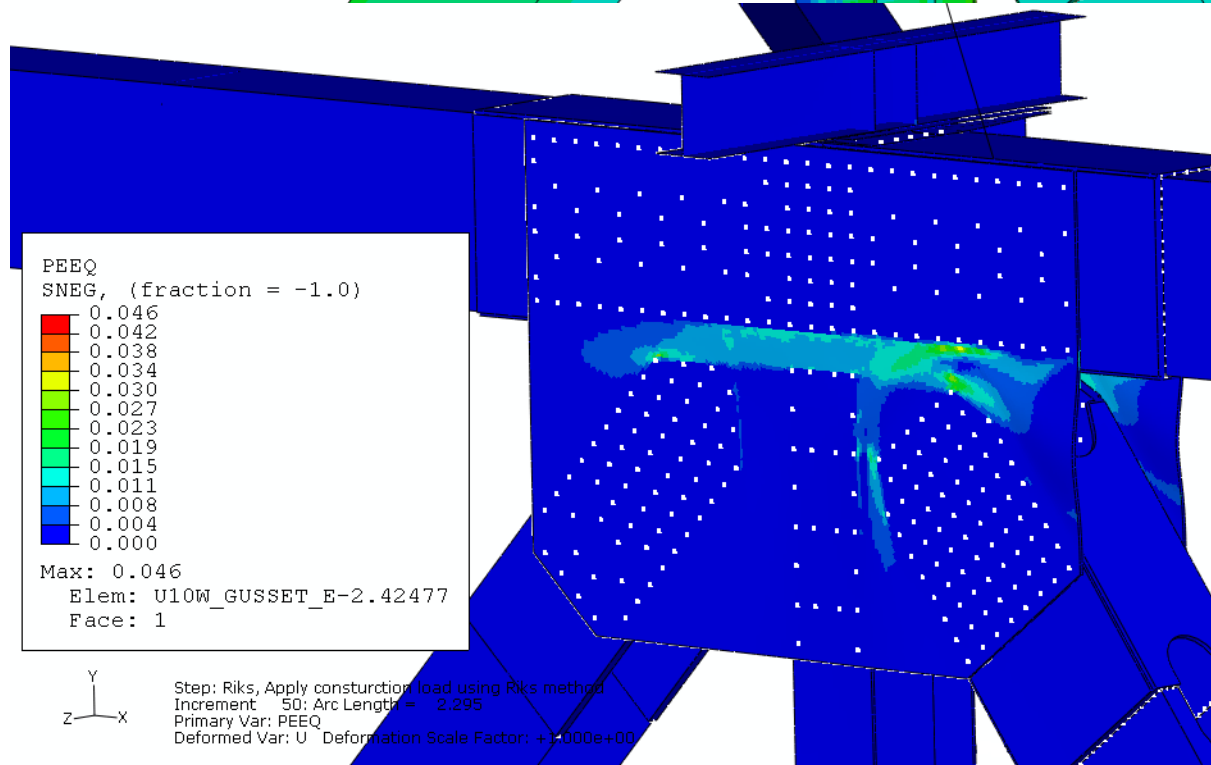 PEEQ
SNEG, (fraction = -1.0)
0.046
0.042
0.038
0.034
0.030
0.027
0.023
0.019
0.015
0.011
0.008
0.004
0.000
Max: 0.046
Elem: U10W_GUSSET_E-2.42477
Face: 1
Y
Z
X
Step: Riks, Apply consturction load using Riks method
Increment 50: Arc Length = 2.295
Primary Var: PEEQ
Deformed Var: U Deformation Scale Factor: +1.000e+00